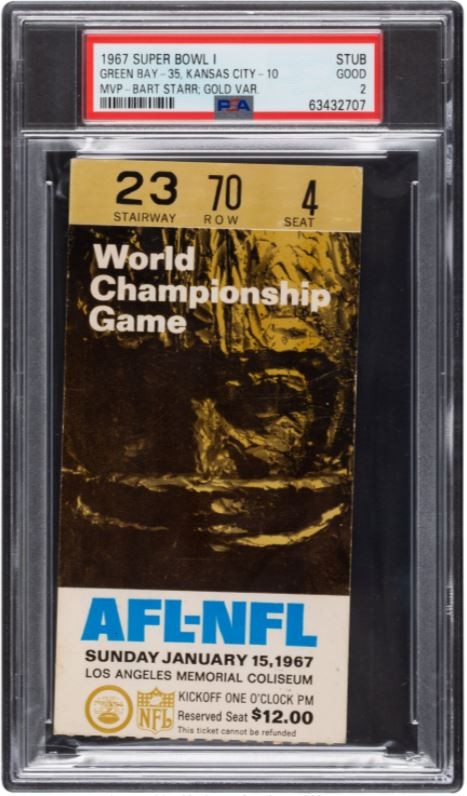 1967 SUPER BOWL I STUB
GREEN BAY - 35, KANSAS CITY - 10 GOOD
MVP - BART STARR; GOLD VAR. 2
PSA 63432707
23 70 4
STAIRWAY ROW SEAT
World
Championship
Game
AFL-NFL
SUNDAY JANUARY 15, 1967
LOS ANGELES MEMORIAL COLISEUM
KICKOFF ONE O'CLOCK PM
NFL Reserved Seat $12.00
This ticket cannot be refunded